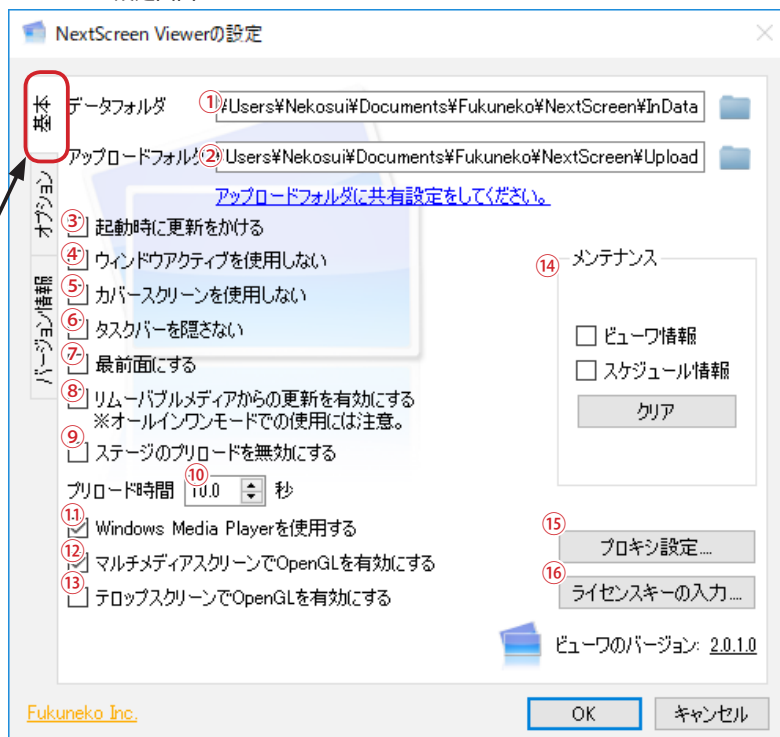 NextScreen Viewerの設定
基本
オプション
バージョン情報
データフォルダ ① ¥Users¥Nekosui¥Documents¥Fukuneko¥NextScreen¥InData
アップロードフォルダ ② Users¥Nekosui¥Documents¥Fukuneko¥NextScreen¥Upload
アップロードフォルダに共有設定をしてください。
③ 起動時に更新をかける
④ ウィンドウアクティブを使用しない
⑤ カバースクリーンを使用しない
⑥ タスクバーを隠さない
⑦ 最前面にする
⑧ リムーバブルメディアからの更新を有効にする
※オールインワンモードでの使用には注意。
⑨ ステージのプリロードを無効にする
プリロード時間 ⑩ 10.0 秒
⑪ Windows Media Playerを使用する
⑫ マルチメディアスクリーンでOpenGLを有効にする
⑬ テロップスクリーンでOpenGLを有効にする
⑭ メンテナンス
ビューワ情報
スケジュール情報
クリア
⑮ プロキシ設定....
⑯ ライセンスキーの入力....
ビューワのバージョン: 2.0.1.0
Fukuneko Inc.
OK
キャンセル